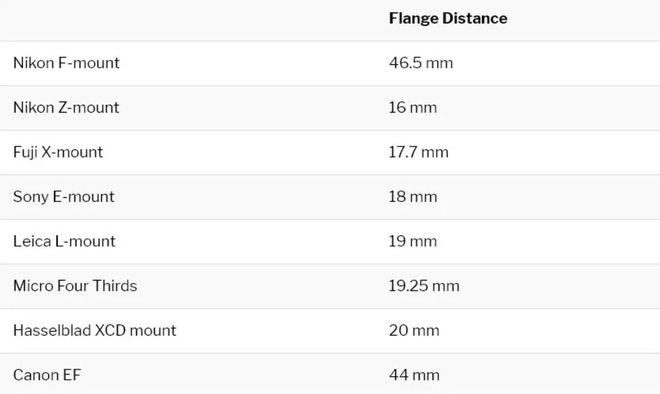 Flange Distance
Nikon F-mount 46.5 mm
Nikon Z-mount 16 mm
Fuji X-mount 17.7 mm
Sony E-mount 18 mm
Leica L-mount 19 mm
Micro Four Thirds 19.25 mm
Hasselblad XCD mount 20 mm
Canon EF 44 mm